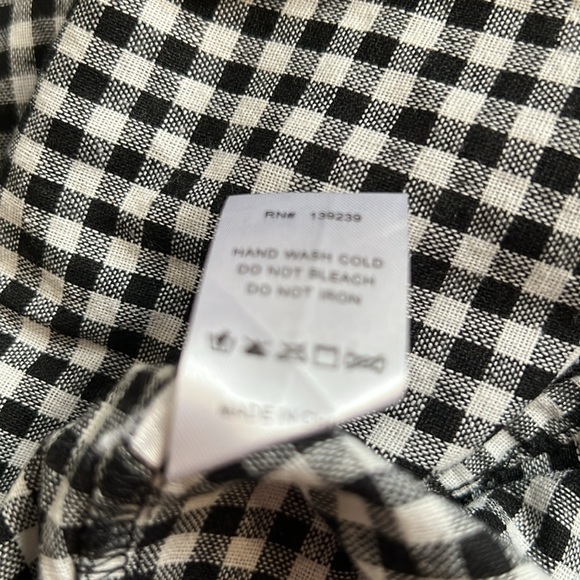 RN# 139239
HAND WASH COLD
DO NOT BLEACH
DO NOT IRON
MADE IN